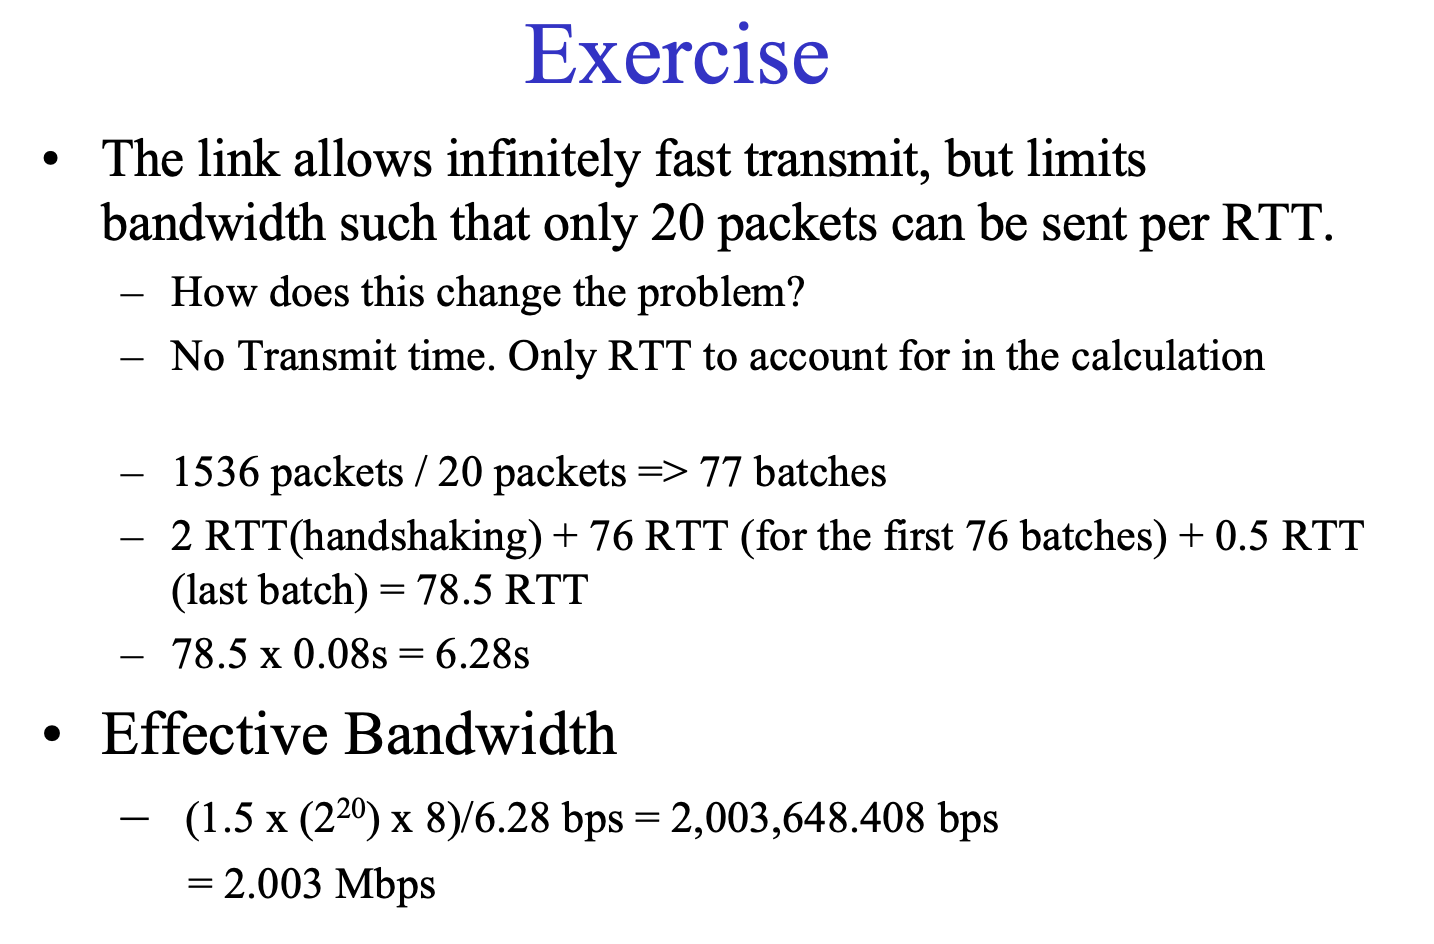 Exercise
• The link allows infinitely fast transmit, but limits
bandwidth such that only 20 packets can be sent per RTT.
– How does this change the problem?
– No Transmit time. Only RTT to account for in the calculation
– 1536 packets / 20 packets => 77 batches
– 2 RTT(handshaking) + 76 RTT (for the first 76 batches) + 0.5 RTT
(last batch) = 78.5 RTT
– 78.5 x 0.08s = 6.28s
• Effective Bandwidth
– (1.5 x (2²⁰) x 8)/6.28 bps = 2,003,648.408 bps
= 2.003 Mbps